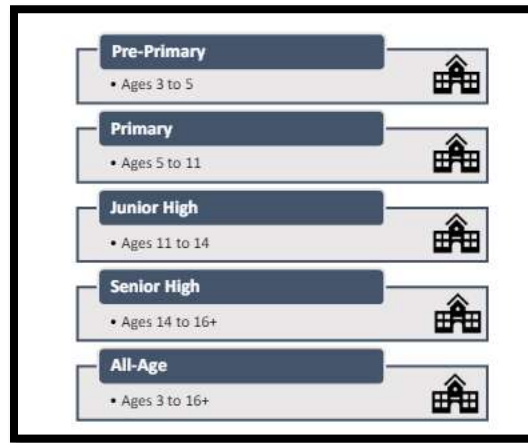 Pre-Primary
• Ages 3 to 5
Primary
• Ages 5 to 11
Junior High
• Ages 11 to 14
Senior High
• Ages 14 to 16+
All-Age
• Ages 3 to 16+